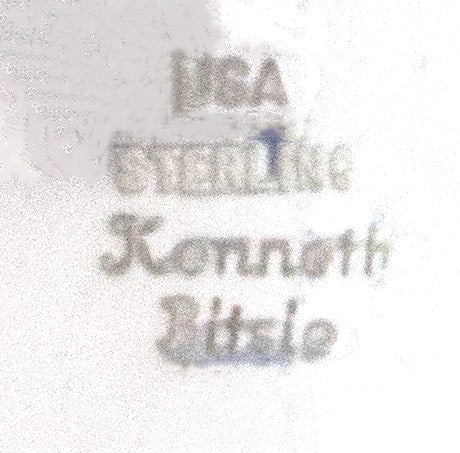 USA
STERLING
Kenneth
Bitsie